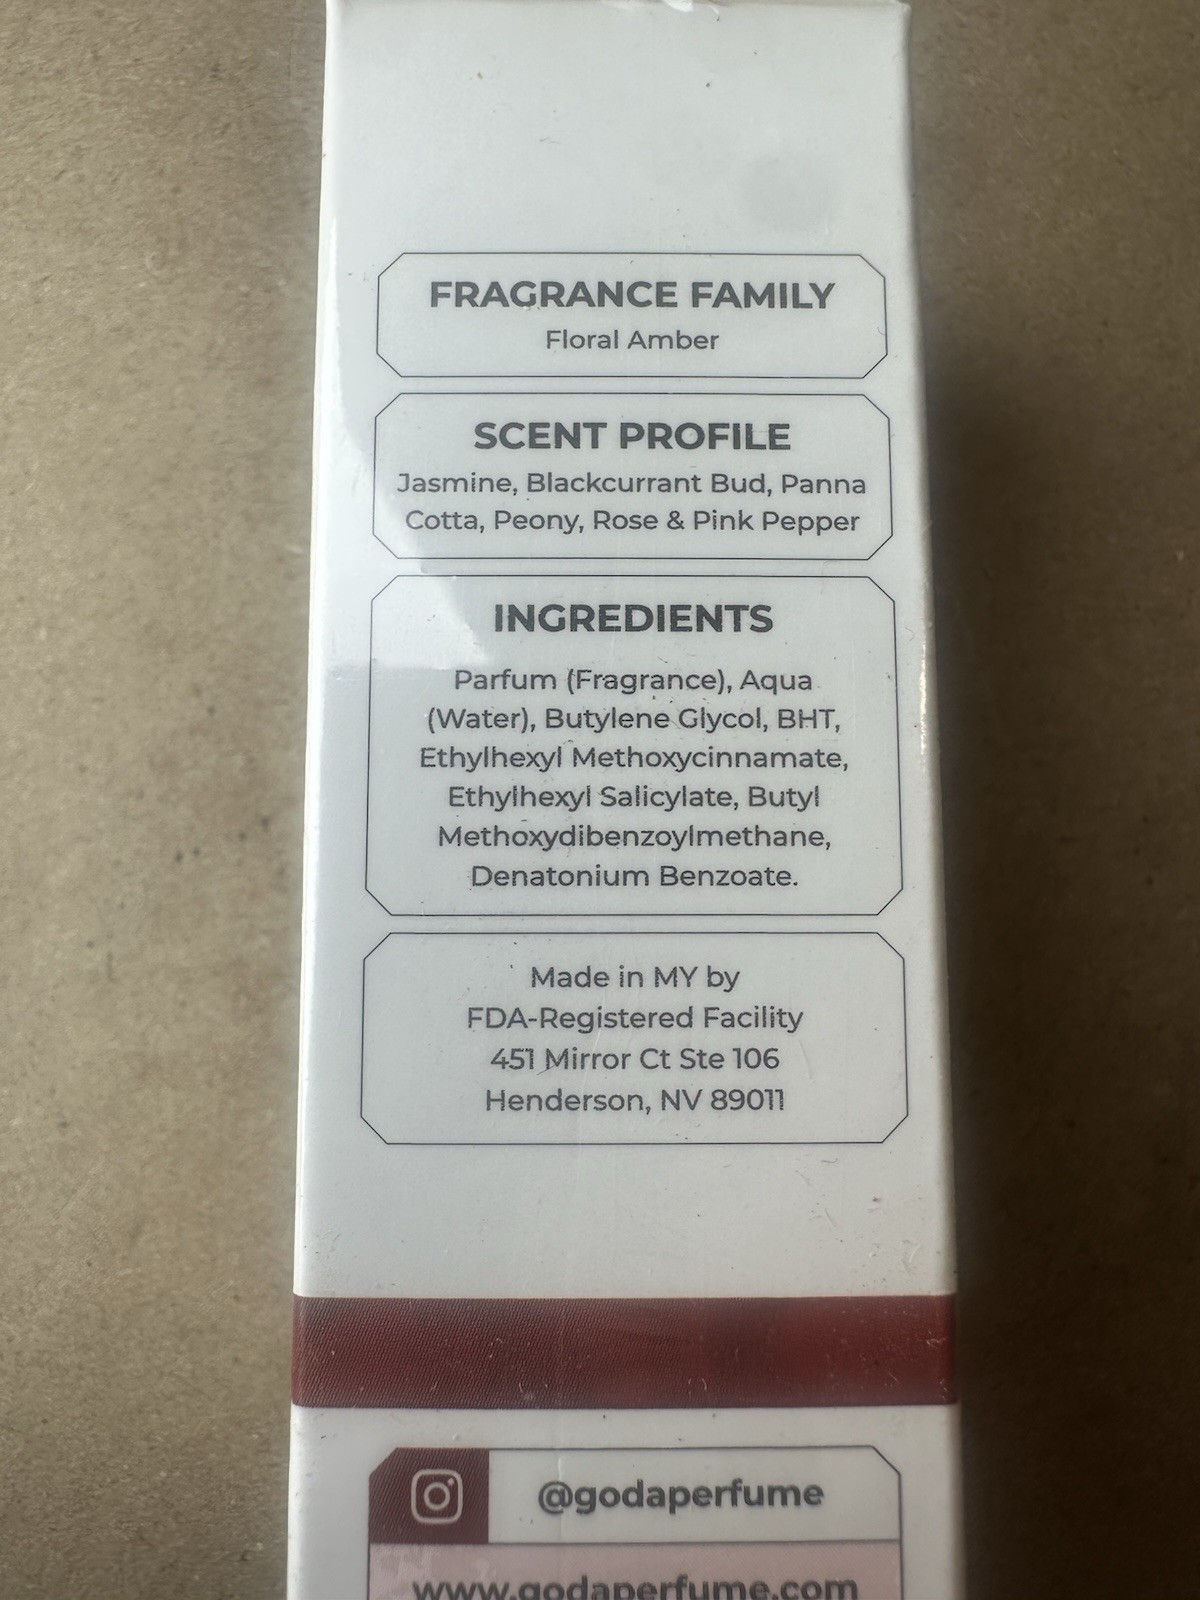 FRAGRANCE FAMILY
Floral Amber
SCENT PROFILE
Jasmine, Blackcurrant Bud, Panna
Cotta, Peony, Rose & Pink Pepper
INGREDIENTS
Parfum (Fragrance), Aqua
(Water), Butylene Glycol, BHT,
Ethylhexyl Methoxycinnamate,
Ethylhexyl Salicylate, Butyl
Methoxydibenzoylmethane,
Denatonium Benzoate.
Made in MY by
FDA-Registered Facility
451 Mirror Ct Ste 106
Henderson, NV 89011
@godaperfume
www.godaperfume.com